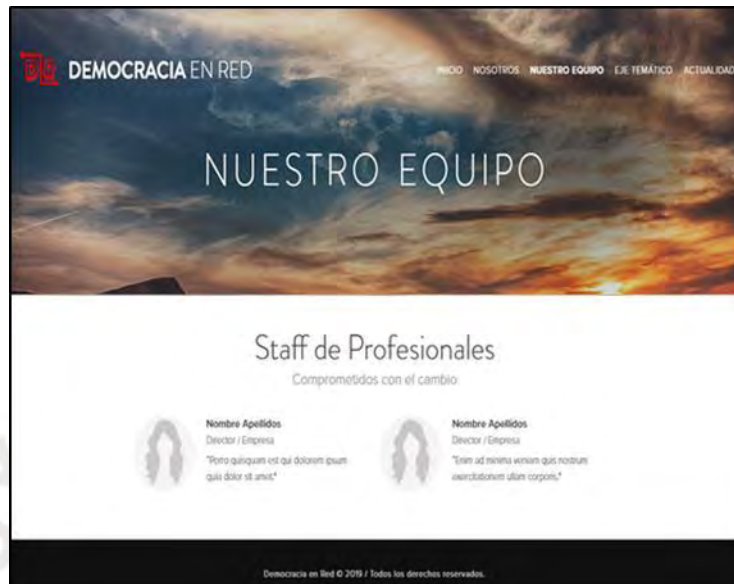 DEMOCRACIA EN RED
INICIO NOSOTROS NUESTRO EQUIPO EJE TEMÁTICO ACTUALIDAD
NUESTRO EQUIPO
Staff de Profesionales
Comprometidos con el cambio
Nombre Apellidos
Director / Empresa
"Porro quisquam est qui dolorem ipsum
quia dolor sit amet."
Nombre Apellidos
Director / Empresa
"Enim ad minima veniam quis nostrum
exercitationem ullam corporis."
Democracia en Red © 2019 / Todos los derechos reservados.